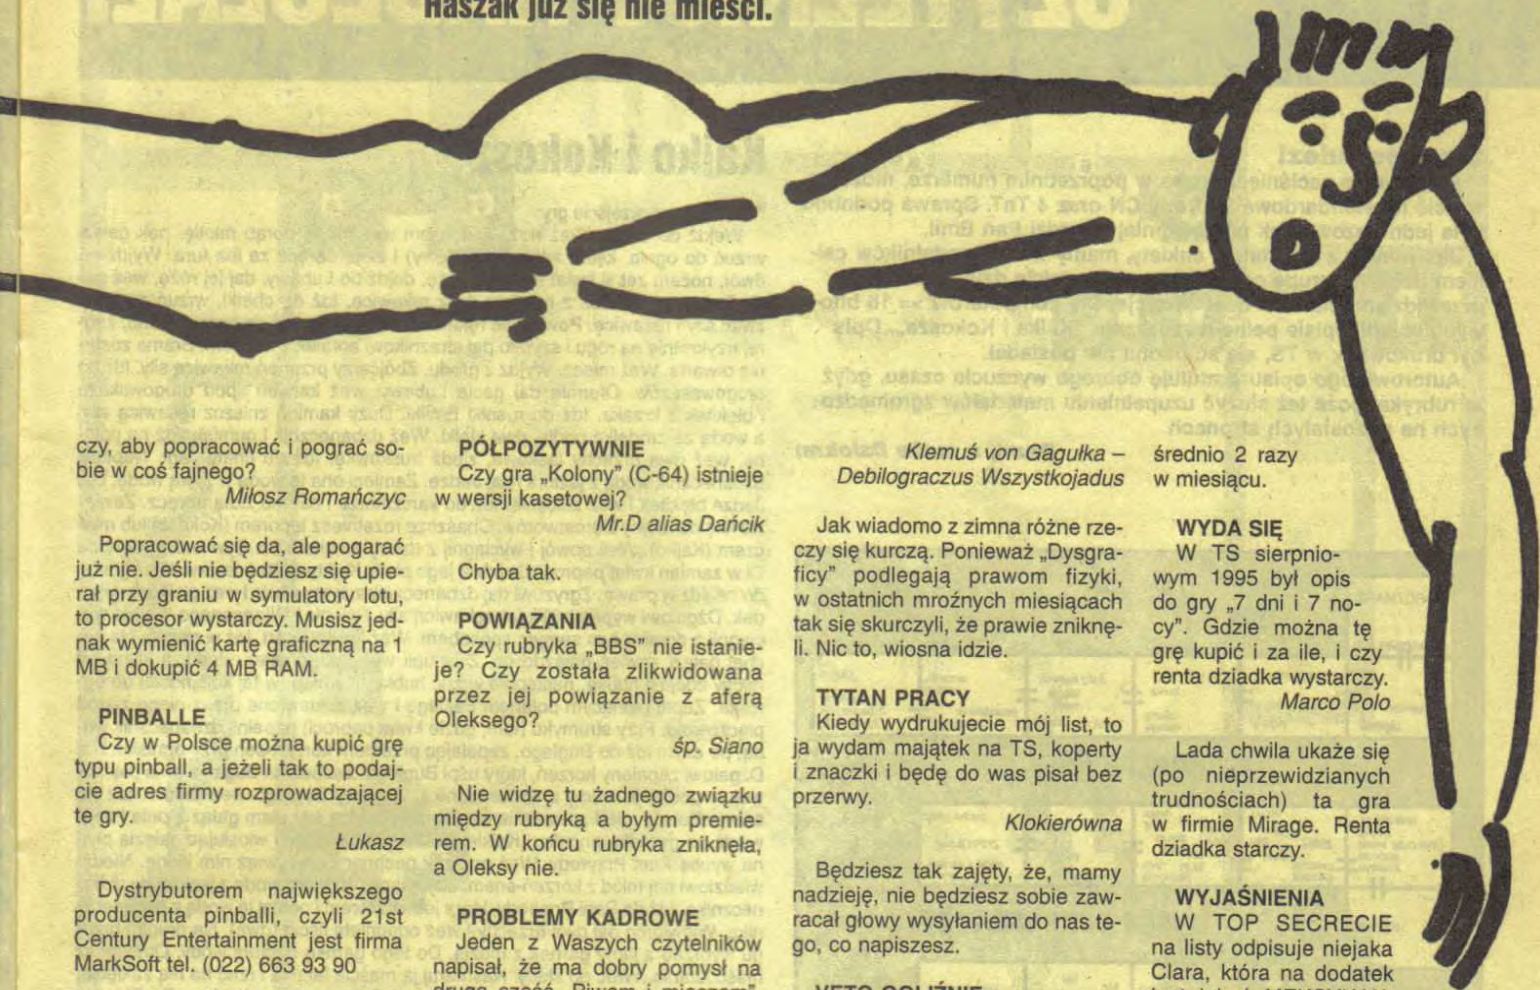 Haszak już się nie mieści.
czy, aby popracować i pograć so-
bie w coś fajnego?
Miłosz Romańczyc
Popracować się da, ale pogarać
już nie. Jeśli nie będziesz się upie-
rał przy graniu w symulatory lotu,
to procesor wystarczy. Musisz jed-
nak wymienić kartę graficzną na 1
MB i dokupić 4 MB RAM.
PINBALLE
Czy w Polsce można kupić grę
typu pinball, a jeżeli tak to podaj-
cie adres firmy rozprowadzającej
te gry.
Łukasz
Dystrybutorem największego
producenta pinballi, czyli 21st
Century Entertainment jest firma
MarkSoft tel. (022) 663 93 90
PÓŁPOZYTYWNIE
Czy gra „Kolony” (C-64) istnieje
w wersji kasetowej?
Mr.D alias Dańcik
Chyba tak.
POWIĄZANIA
Czy rubryka „BBS” nie istanie-
je? Czy została zlikwidowana
przez jej powiązanie z aferą
Oleksego?
śp. Siano
Nie widzę tu żadnego związku
między rubryką a byłym premie-
rem. W końcu rubryka zniknęła,
a Oleksy nie.
PROBLEMY KADROWE
Jeden z Waszych czytelników
napisał, że ma dobry pomysł na
drugą część „Piwem i mieczem”.
Klemuś von Gagułka –
Debilograczus Wszystkojadus
Jak wiadomo z zimna różne rze-
czy się kurczą. Ponieważ „Dysgra-
ficy” podlegają prawom fizyki,
w ostatnich mroźnych miesiącach
tak się skurczyli, że prawie zniknę-
li. Nic to, wiosna idzie.
TYTAN PRACY
Kiedy wydrukujecie mój list, to
ja wydam majątek na TS, koperty
i znaczki i będę do was pisał bez
przerwy.
Klokierówna
Będziesz tak zajęty, że, mamy
nadzieję, nie będziesz sobie zaw-
racał głowy wysyłaniem do nas te-
go, co napiszesz.
VETO GOLIŹNIE
średnio 2 razy
w miesiącu.
WYDA SIĘ
W TS sierpnio-
wym 1995 był opis
do gry „7 dni i 7 no-
cy”. Gdzie można tę
grę kupić i za ile, i czy
renta dziadka wystarczy.
Marco Polo
Lada chwila ukaże się
(po nieprzewidzianych
trudnościach) ta gra
w firmie Mirage. Renta
dziadka starczy.
WYJAŚNIENIA
W TOP SECRECIE
na listy odpisuje niejaka
Clara, która na dodatek